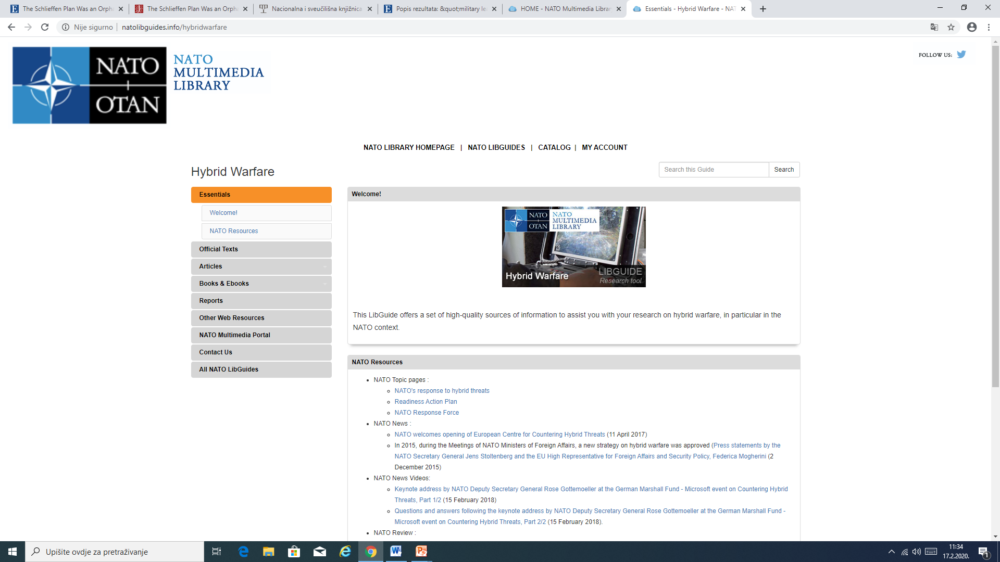 The Schlieffen Plan Was an Orpha
The Schlieffen Plan Was an Orpha
Nacionalna i sveučilišna knjižnica
Popis rezultata: &quot;military le
HOME - NATO Multimedia Librar
Essentials - Hybrid Warfare - NAT
Nije sigurno
natolibguides.info/hybridwarfare
NATO
OTAN
NATO
MULTIMEDIA
LIBRARY
FOLLOW US:
NATO LIBRARY HOMEPAGE | NATO LIBGUIDES | CATALOG | MY ACCOUNT
Hybrid Warfare
Search this Guide
Search
Essentials
Welcome!
NATO Resources
Official Texts
Articles
Books & Ebooks
Reports
Other Web Resources
NATO Multimedia Portal
Contact Us
All NATO LibGuides
Welcome!
NATO
OTAN
NATO
MULTIMEDIA
LIBRARY
Hybrid Warfare
LIBGUIDE
Research tool
This LibGuide offers a set of high-quality sources of information to assist you with your research on hybrid warfare, in particular in the
NATO context.
NATO Resources
NATO Topic pages :
NATO's response to hybrid threats
Readiness Action Plan
NATO Response Force
NATO News :
NATO welcomes opening of European Centre for Countering Hybrid Threats (11 April 2017)
In 2015, during the Meetings of NATO Ministers of Foreign Affairs, a new strategy on hybrid warfare was approved (Press statements by the
NATO Secretary General Jens Stoltenberg and the EU High Representative for Foreign Affairs and Security Policy, Federica Mogherini (2
December 2015)
NATO News Videos:
Keynote address by NATO Deputy Secretary General Rose Gottemoeller at the German Marshall Fund - Microsoft event on Countering Hybrid
Threats, Part 1/2 (15 February 2018)
Questions and answers following the keynote address by NATO Deputy Secretary General Rose Gottemoeller at the German Marshall Fund -
Microsoft event on Countering Hybrid Threats, Part 2/2 (15 February 2018).
NATO Review :
Upišite ovdje za pretraživanje
11:34
17.2.2020.
1